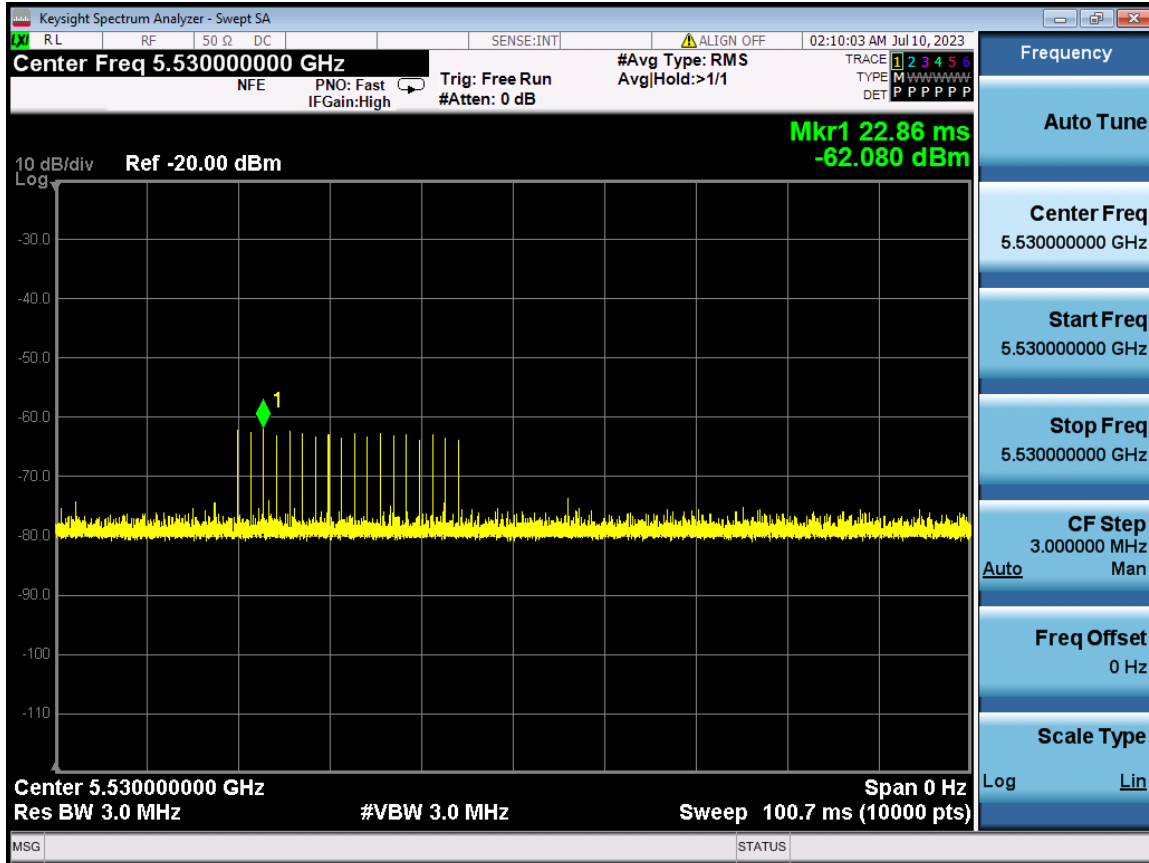 Keysight Spectrum Analyzer - Swept SA
LXI RL RF 50 Ω DC SENSE:INT ALIGN OFF 02:10:03 AM Jul 10, 2023
Center Freq 5.530000000 GHz
NFE
PNO: Fast
IFGain:High
Trig: Free Run
#Atten: 0 dB
#Avg Type: RMS
Avg|Hold:>1/1
TRACE 1 2 3 4 5 6
TYPE M W W W W W
DET P P P P P P
Mkr1 22.86 ms
-62.080 dBm
10 dB/div Ref -20.00 dBm
Log
-30.0
-40.0
-50.0
1
-60.0
-70.0
-80.0
-90.0
-100
-110
Center 5.530000000 GHz Span 0 Hz
Res BW 3.0 MHz #VBW 3.0 MHz Sweep 100.7 ms (10000 pts)
MSG STATUS
Frequency
Auto Tune
Center Freq
5.530000000 GHz
Start Freq
5.530000000 GHz
Stop Freq
5.530000000 GHz
CF Step
3.000000 MHz
Auto Man
Freq Offset
0 Hz
Scale Type
Log Lin